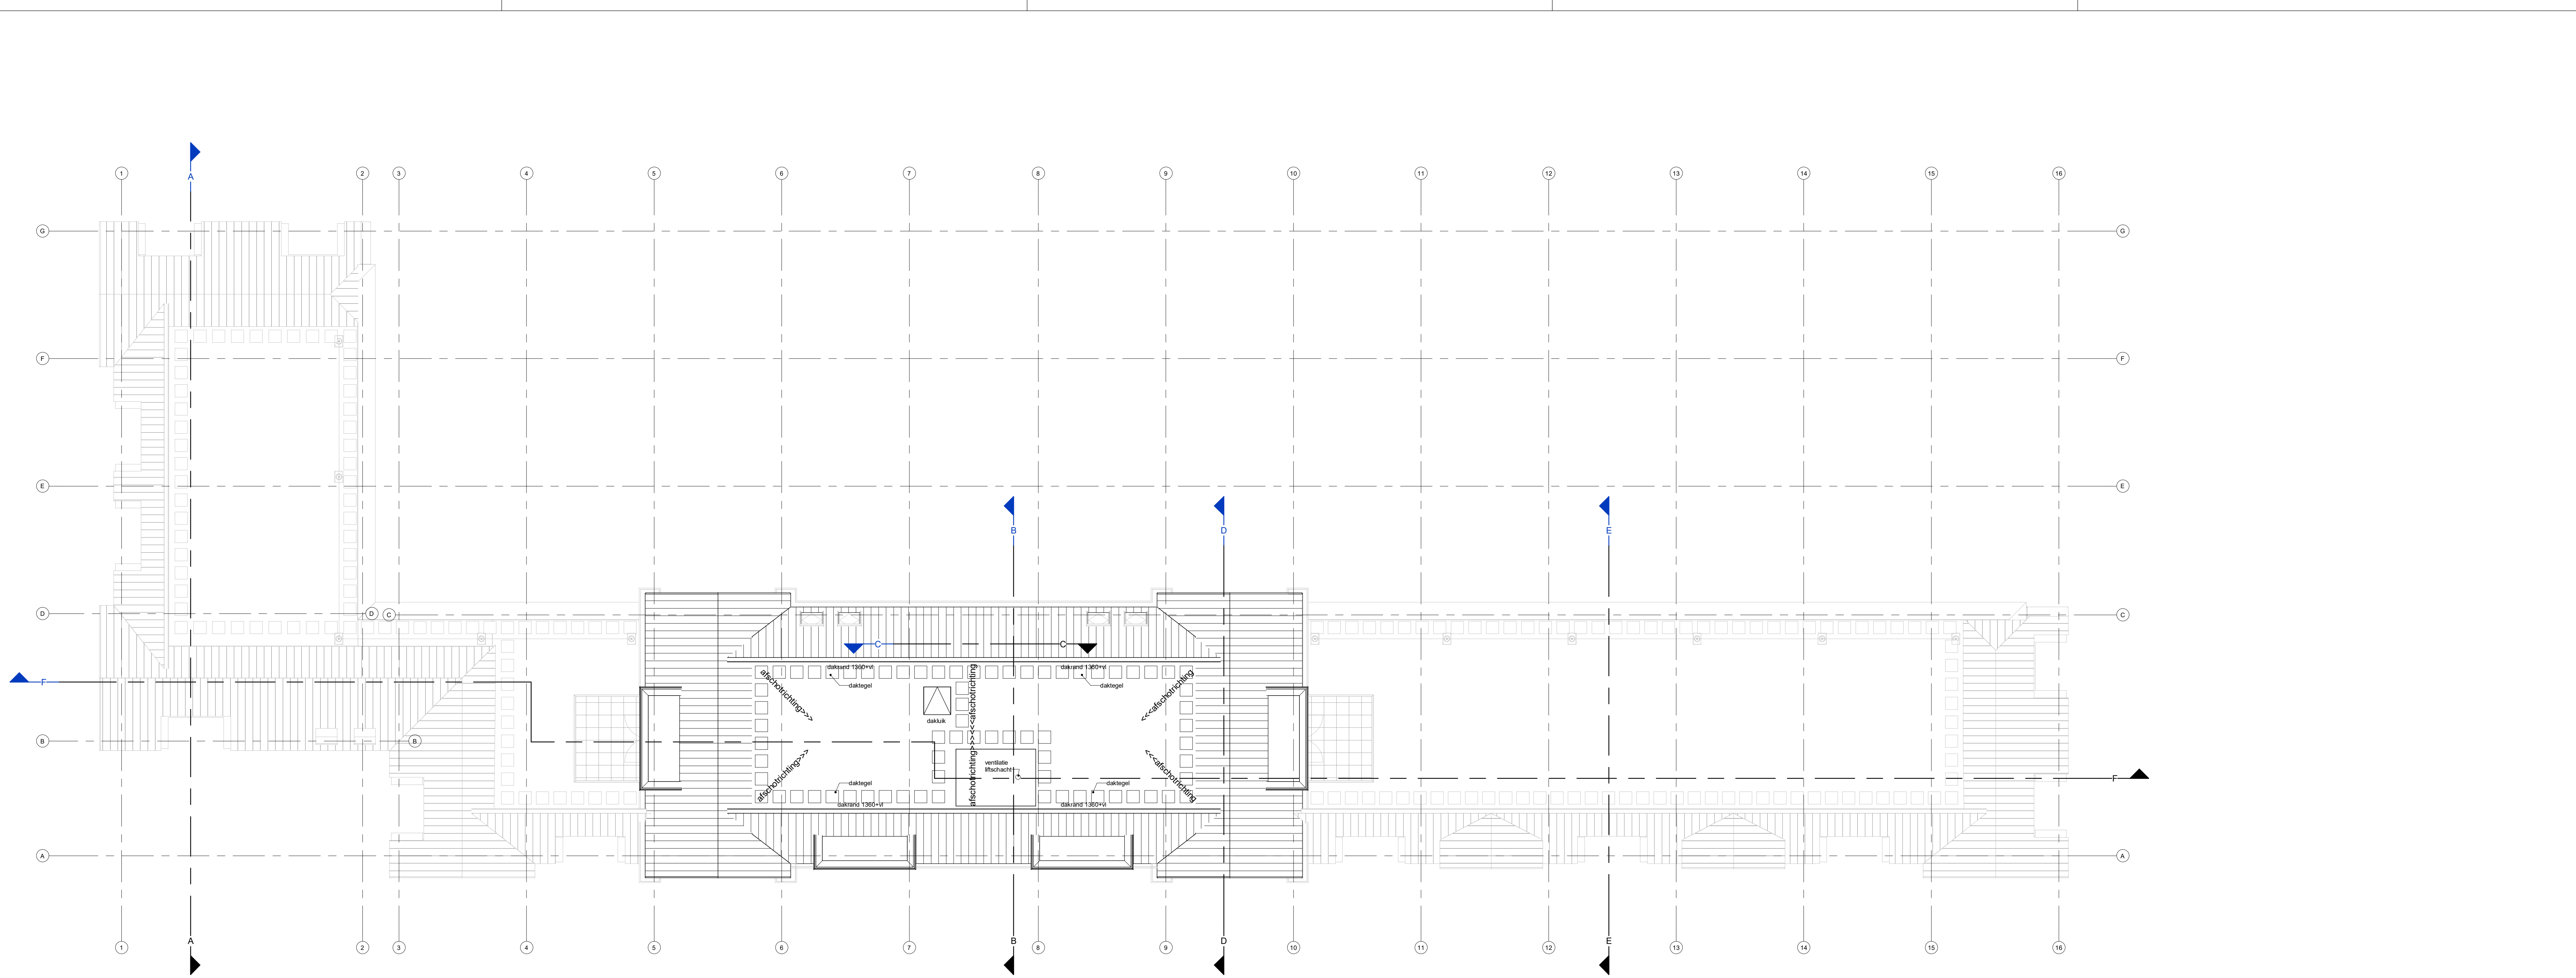 A
1 2 3 4 5 6 7 8 9 10 11 12 13 14 15 16
G G
F F
E E
B D E
D D C C
C C
dakrand 1360+vl dakrand 1360+vl
afschotrichting>>> <<<afschotrichting <<<afschotrichting
daktegel daktegel
F
dakluik
B B
afschotrichting>>> afschotrichting>>> <<<afschotrichting
ventilatie
liftschacht
F
daktegel daktegel
dakrand 1360+vl dakrand 1360+vl
A A
A B D E
1 2 3 4 5 6 7 8 9 10 11 12 13 14 15 16